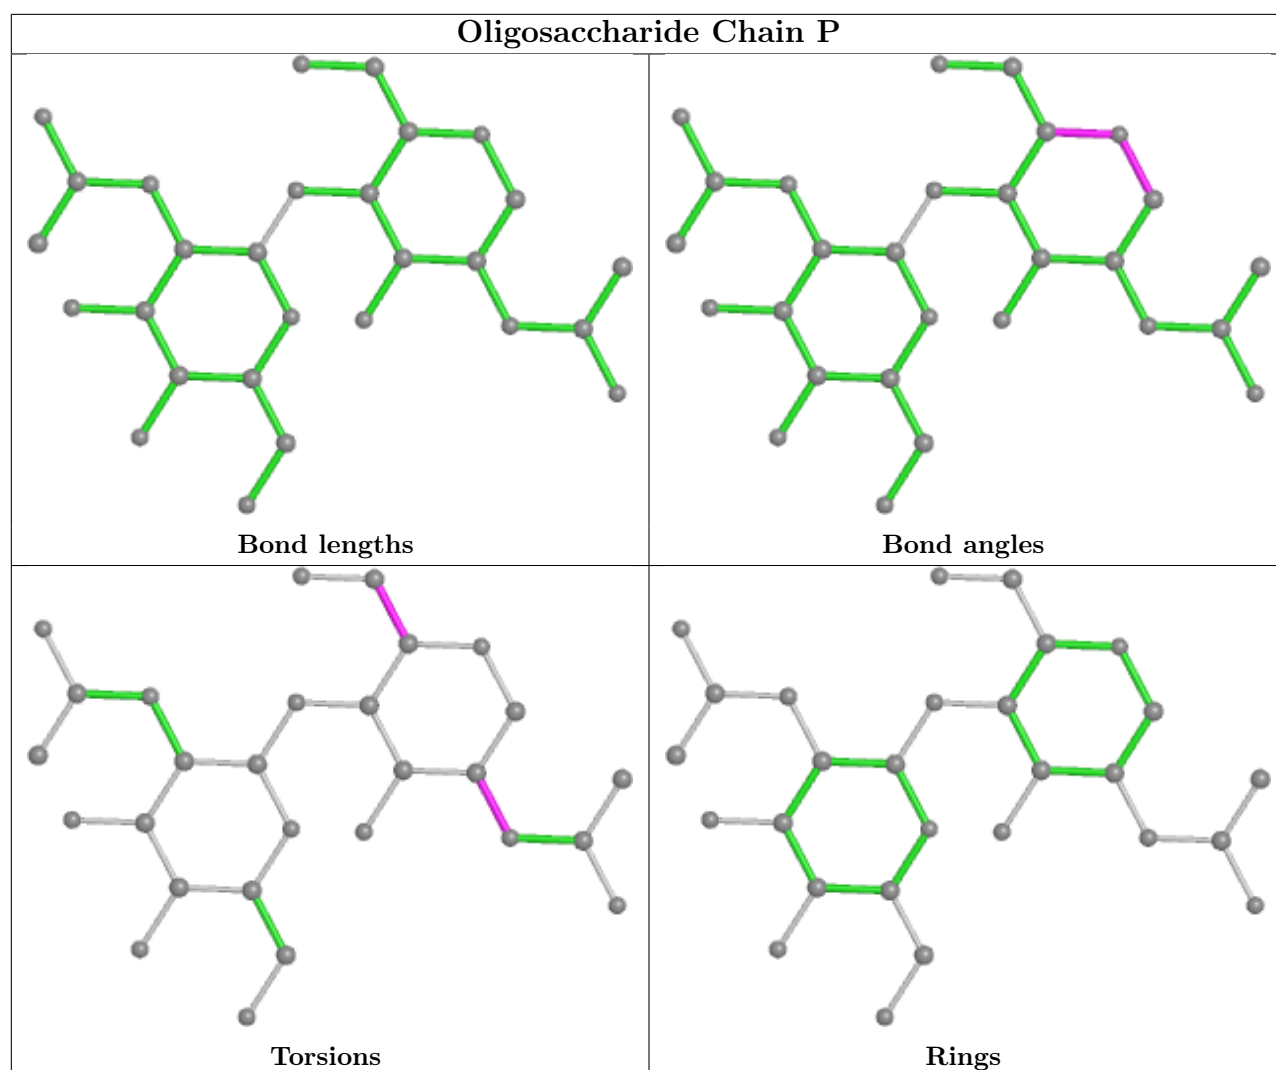 Oligosaccharide Chain P
Bond lengths
Bond angles
Torsions
Rings